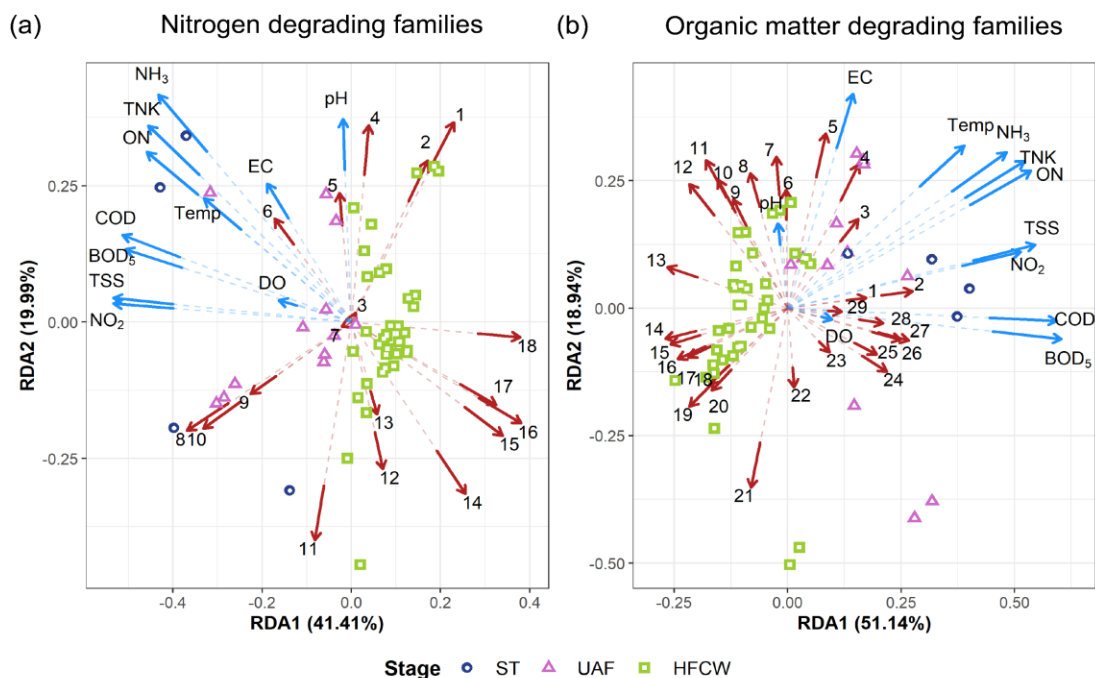 (a) Nitrogen degrading families
(b) Organic matter degrading families
NH₃
TNK
ON
pH
4
1
2
EC
5
Temp
6
COD
BOD₅
TSS
NO₂
DO
3
7
18
17
16
15
14
13
12
11
9
8
10
0.25
0.00
-0.25
RDA2 (19.99%)
-0.4
-0.2
0.0
0.2
0.4
RDA1 (41.41%)
EC
Temp
NH₃
TNK
ON
TSS
NO₂
COD
BOD₅
DO
pH
11
12
10
9
8
7
6
5
4
3
13
1
2
29
28
27
26
25
24
23
22
14
15
16
17
18
19
20
21
0.25
0.00
-0.25
-0.50
RDA2 (18.94%)
-0.25
0.00
0.25
0.50
RDA1 (51.14%)
Stage ST UAF HFCW